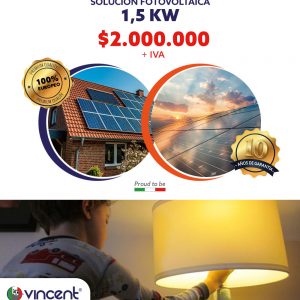 SOLUCIÓN FOTOVOLTAICA
1,5 KW
$2.000.000
+ IVA
100%
EUROPEO
10
AÑOS DE GARANTÍA
Proud to be
vincent